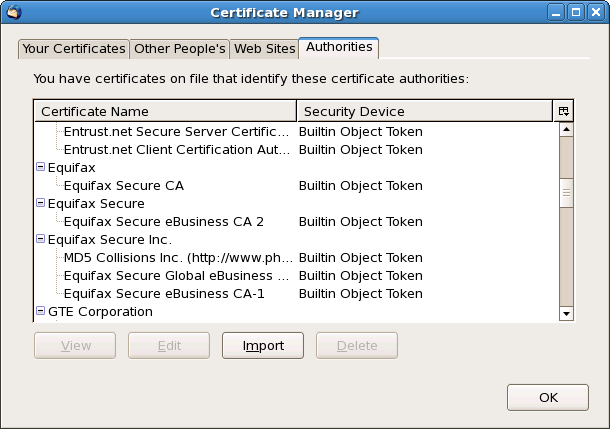 Certificate Manager
Your Certificates Other People's Web Sites Authorities
You have certificates on file that identify these certificate authorities:
Certificate Name Security Device
Entrust.net Secure Server Certific... Builtin Object Token
Entrust.net Client Certification Aut... Builtin Object Token
Equifax
Equifax Secure CA Builtin Object Token
Equifax Secure
Equifax Secure eBusiness CA 2 Builtin Object Token
Equifax Secure Inc.
MD5 Collisions Inc. (http://www.ph... Builtin Object Token
Equifax Secure Global eBusiness ... Builtin Object Token
Equifax Secure eBusiness CA-1 Builtin Object Token
GTE Corporation
View Edit Import Delete
OK